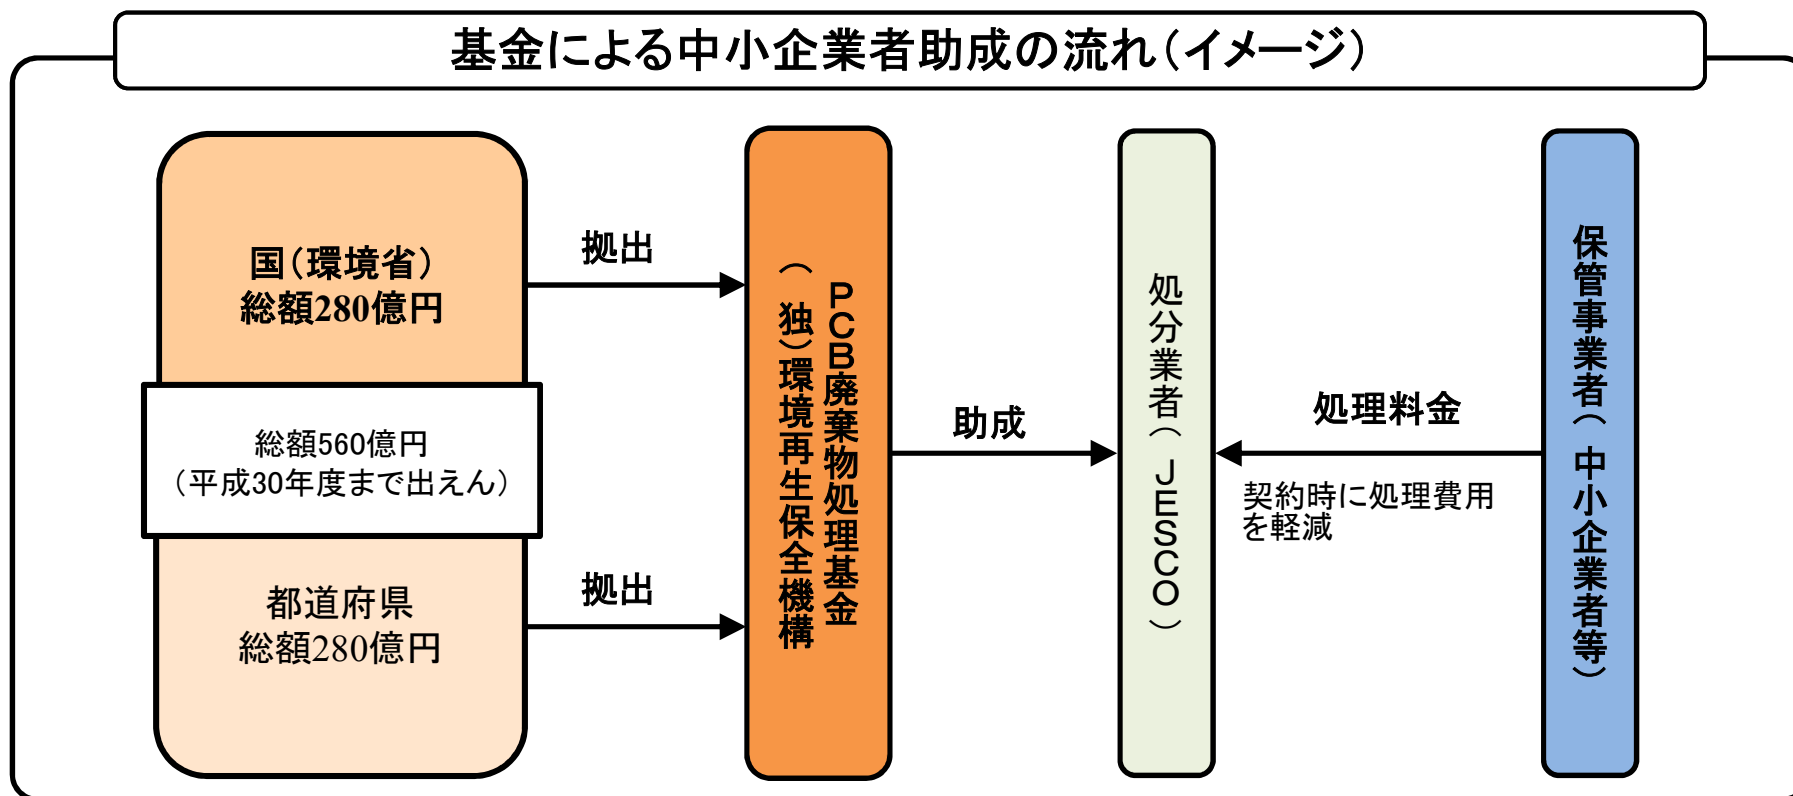 基金による中小企業者助成の流れ（イメージ）
国（環境省）
総額280億円
総額560億円
（平成30年度まで出えん）
都道府県
総額280億円
拠出
拠出
PCB廃棄物処理基金
（独）環境再生保全機構
助成
処分業者（JESCO）
処理料金
契約時に処理費用
を軽減
保管事業者（中小企業者等）